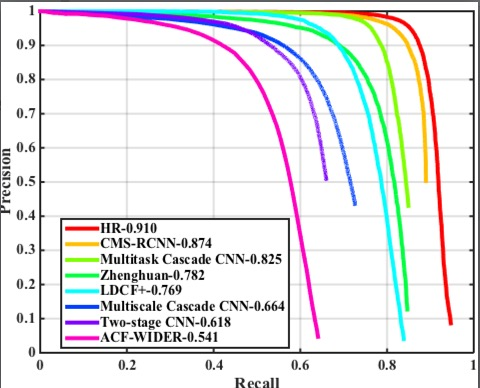 1
0.9
0.8
0.7
0.6
0.5
0.4
0.3
0.2
0.1
0
Precision
HR-0.910
CMS-RCNN-0.874
Multitask Cascade CNN-0.825
Zhenghuan-0.782
LDCF+-0.769
Multiscale Cascade CNN-0.664
Two-stage CNN-0.618
ACF-WIDER-0.541
0 0.2 0.4 0.6 0.8 1
Recall